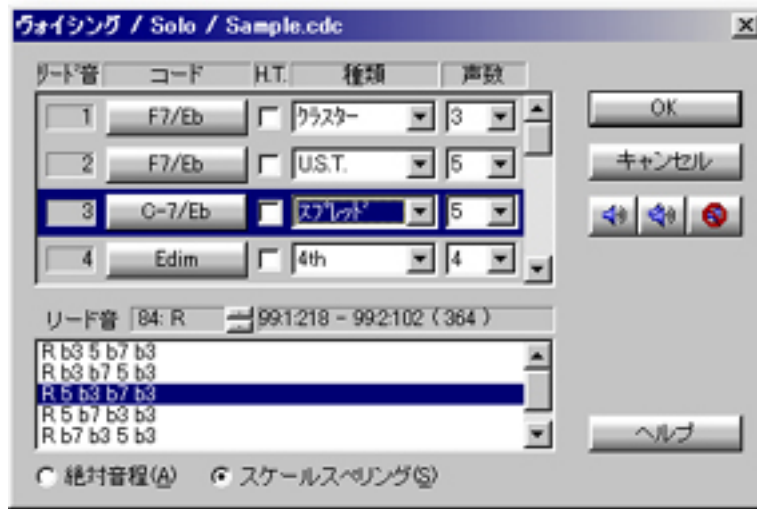 ヴォイシング / Solo / Sample.cdc
リード音 コード H.T. 種類 声数
1 F7/Eb クラスター 3
OK
2 F7/Eb U.S.T. 5
キャンセル
3 C-7/Eb スプレッド 5
4 Edim 4th 4
リード音 84: R 99:1:218 - 99:2:102 ( 364 )
R b3 5 b7 b3
R b3 b7 5 b3
R 5 b3 b7 b3
R 5 b7 b3 b3
R b7 b3 5 b3
ヘルプ
絶対音程(A) スケールスペリング(S)